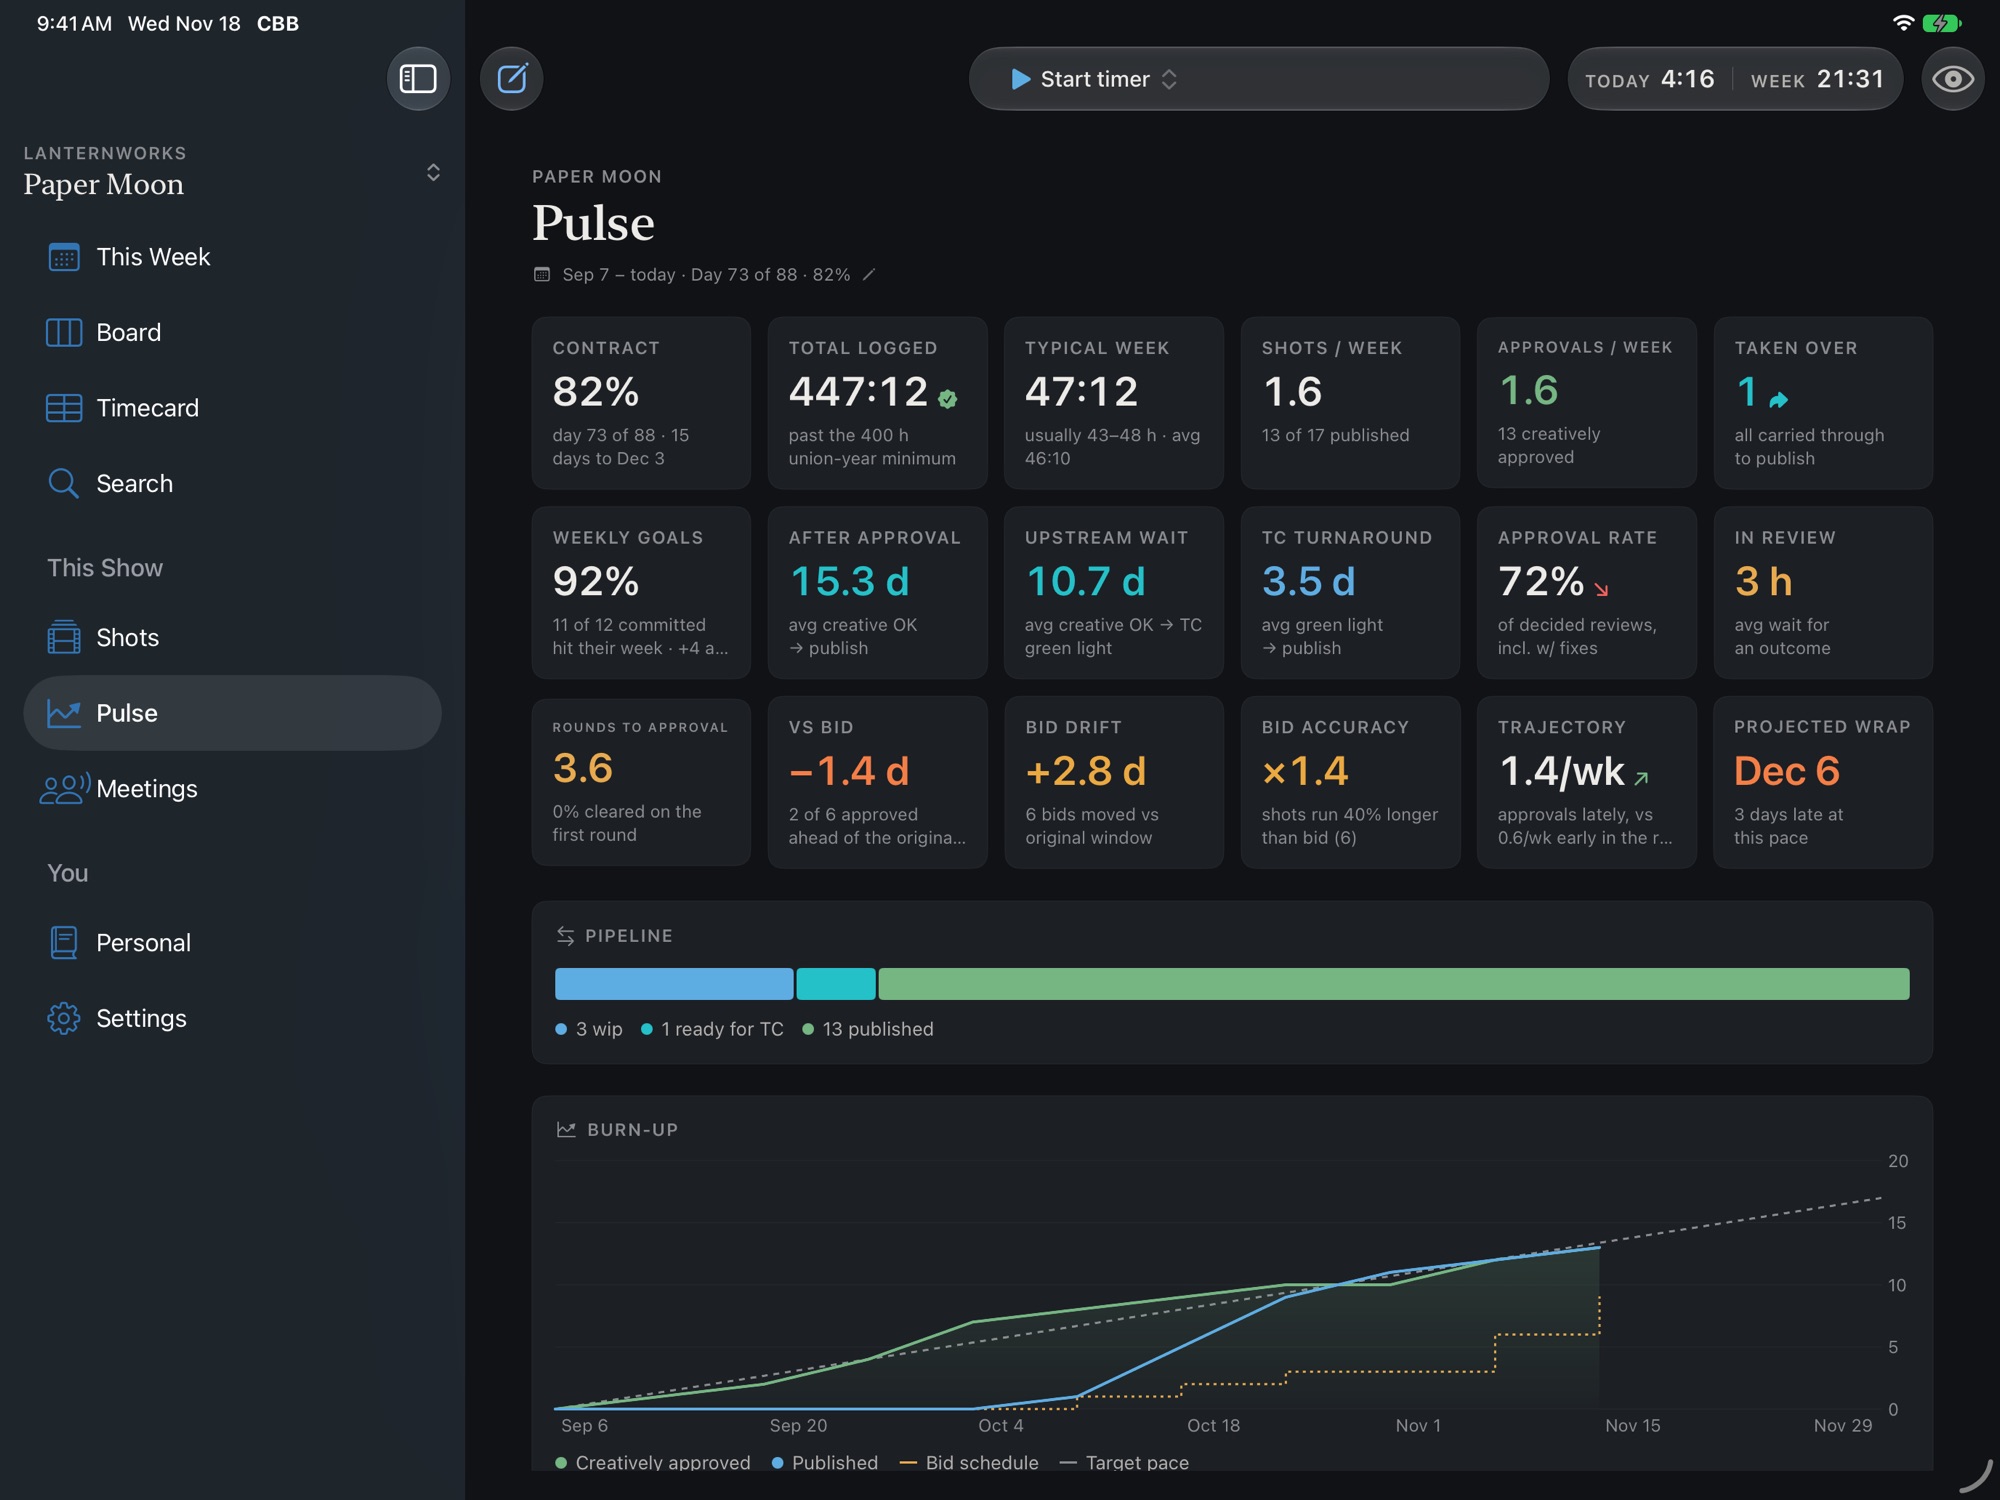 9:41 AM Wed Nov 18 CBB
Start timer
TODAY 4:16 WEEK 21:31
LANTERNWORKS
Paper Moon
This Week
Board
Timecard
Search
This Show
Shots
Pulse
Meetings
You
Personal
Settings
PAPER MOON
Pulse
Sep 7 – today · Day 73 of 88 · 82%
CONTRACT
82%
day 73 of 88 · 15
days to Dec 3
TOTAL LOGGED
447:12
past the 400 h
union-year minimum
TYPICAL WEEK
47:12
usually 43–48 h · avg
46:10
SHOTS / WEEK
1.6
13 of 17 published
APPROVALS / WEEK
1.6
13 creatively
approved
TAKEN OVER
1
all carried through
to publish
WEEKLY GOALS
92%
11 of 12 committed
hit their week · +4 a...
AFTER APPROVAL
15.3 d
avg creative OK
→ publish
UPSTREAM WAIT
10.7 d
avg creative OK → TC
green light
TC TURNAROUND
3.5 d
avg green light
→ publish
APPROVAL RATE
72%
of decided reviews,
incl. w/ fixes
IN REVIEW
3 h
avg wait for
an outcome
ROUNDS TO APPROVAL
3.6
0% cleared on the
first round
VS BID
−1.4 d
2 of 6 approved
ahead of the origina...
BID DRIFT
+2.8 d
6 bids moved vs
original window
BID ACCURACY
×1.4
shots run 40% longer
than bid (6)
TRAJECTORY
1.4/wk
approvals lately, vs
0.6/wk early in the r...
PROJECTED WRAP
Dec 6
3 days late at
this pace
PIPELINE
3 wip 1 ready for TC 13 published
BURN-UP
20
15
10
5
0
Sep 6 Sep 20 Oct 4 Oct 18 Nov 1 Nov 15 Nov 29
Creatively approved Published Bid schedule Target pace